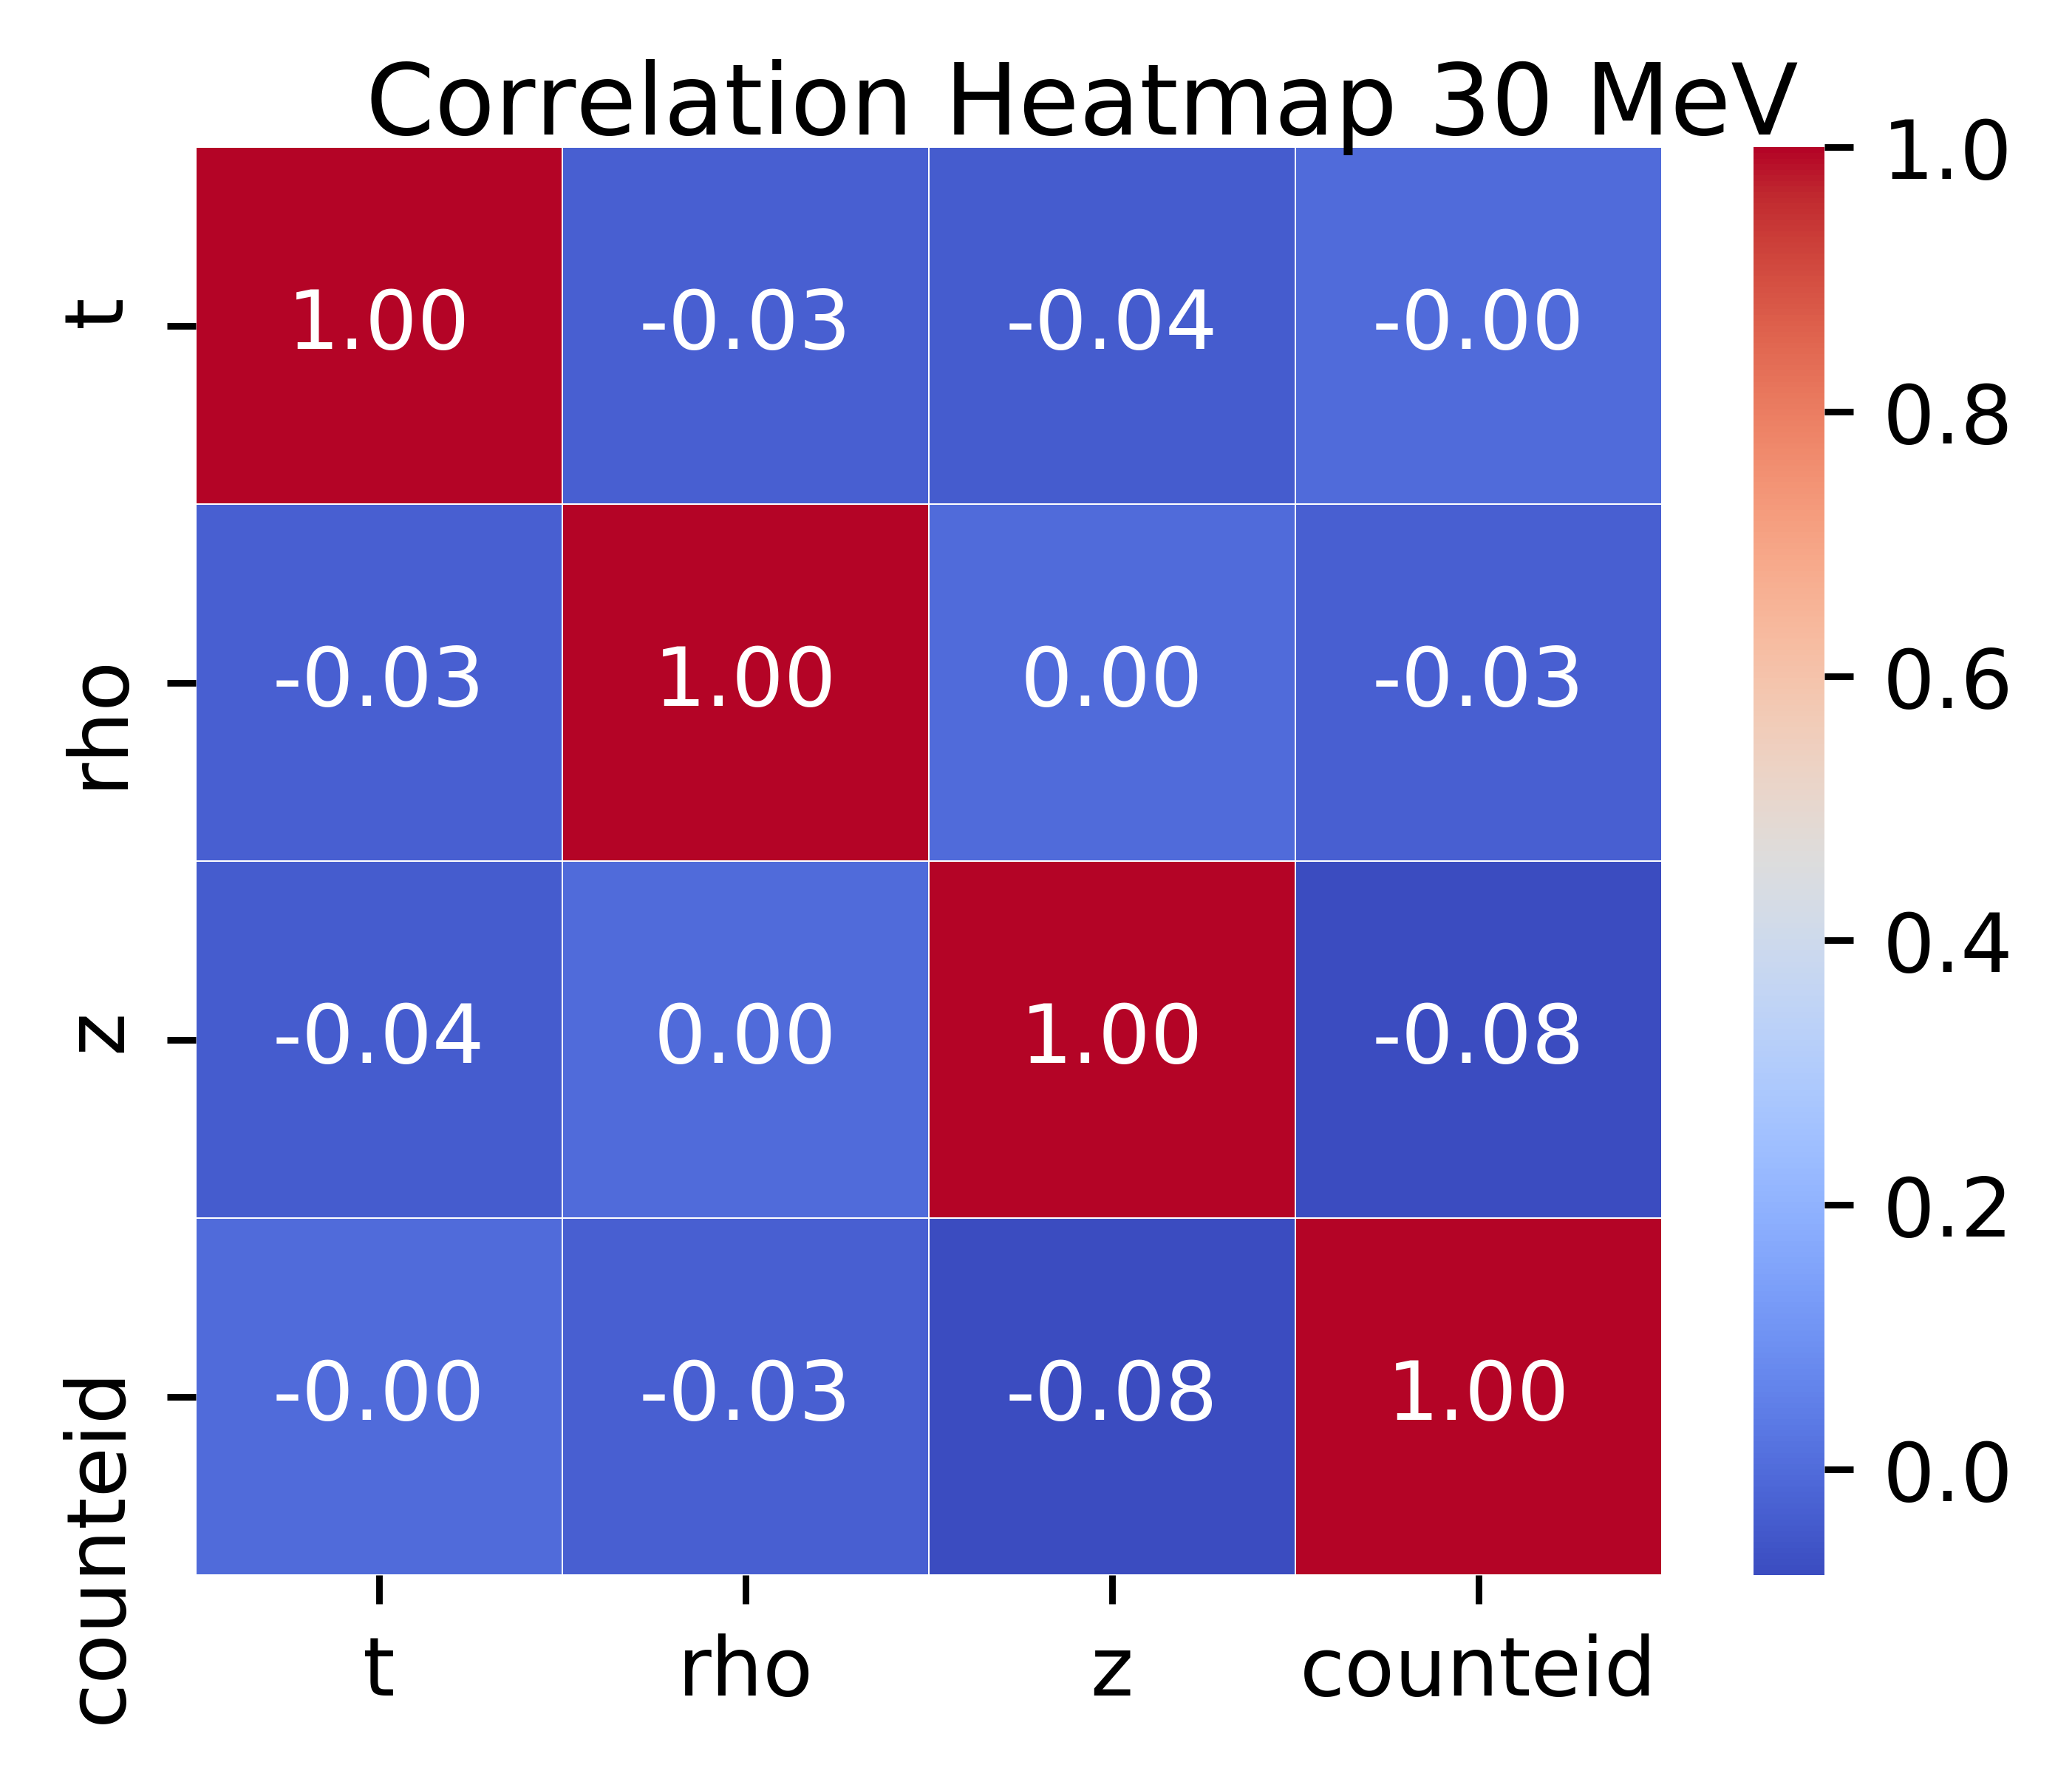 Correlation Heatmap 30 MeV
t 1.00 -0.03 -0.04 -0.00
rho -0.03 1.00 0.00 -0.03
z -0.04 0.00 1.00 -0.08
counteid -0.00 -0.03 -0.08 1.00
t rho z counteid
1.0
0.8
0.6
0.4
0.2
0.0